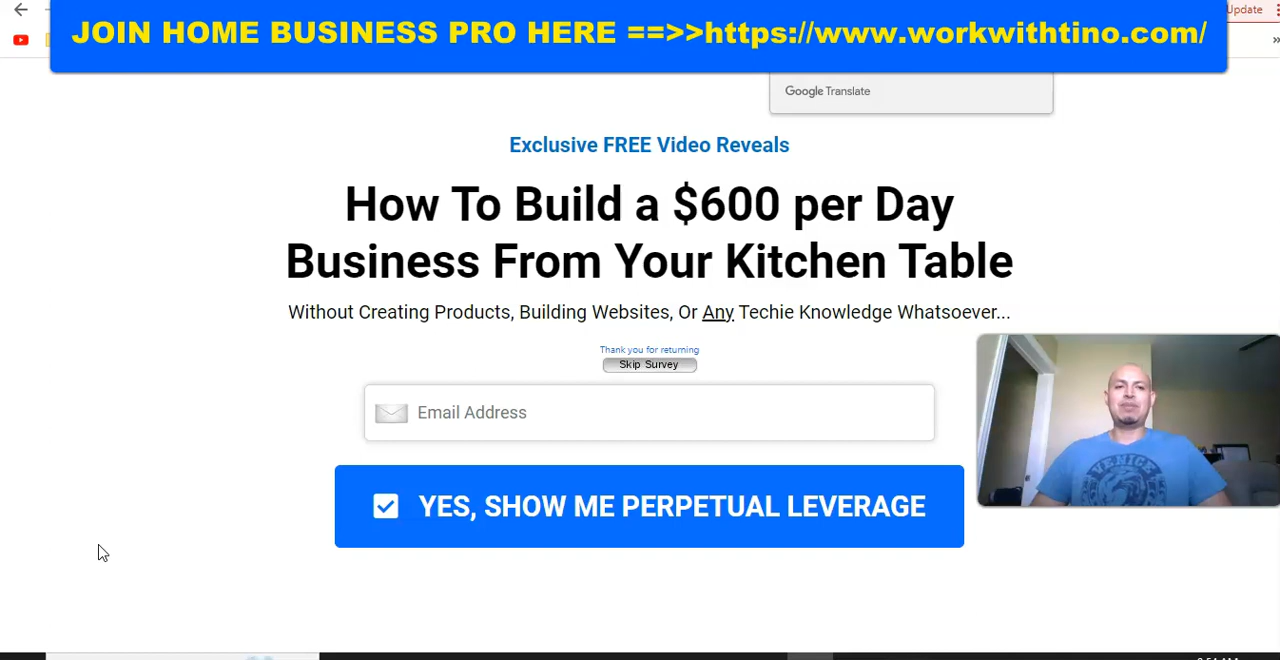 JOIN HOME BUSINESS PRO HERE ==>>https://www.workwithtino.com/
Update
»
Google Translate
Exclusive FREE Video Reveals
How To Build a $600 per Day
Business From Your Kitchen Table
Without Creating Products, Building Websites, Or Any Techie Knowledge Whatsoever...
Thank you for returning
Skip Survey
Email Address
YES, SHOW ME PERPETUAL LEVERAGE
VENICE